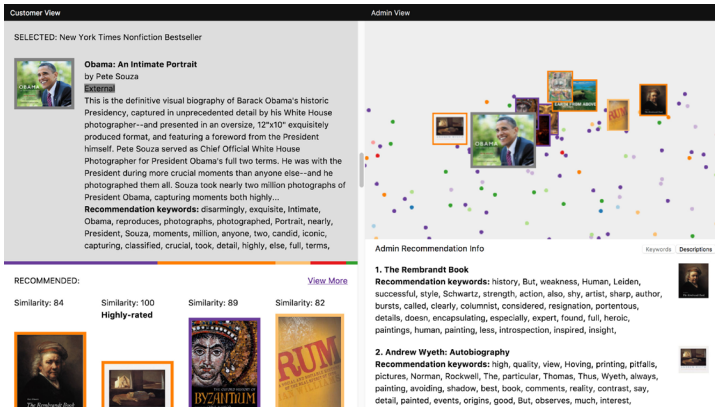 Customer View
SELECTED: New York Times Nonfiction Bestseller
OBAMA
Obama: An Intimate Portrait
by Pete Souza
External
This is the definitive visual biography of Barack Obama's historic
Presidency, captured in unprecedented detail by his White House
photographer--and presented in an oversize, 12"x10" exquisitely
produced format, and featuring a foreword from the President
himself. Pete Souza served as Chief Official White House
Photographer for President Obama's full two terms. He was with the
President during more crucial moments than anyone else--and he
photographed them all. Souza took nearly two million photographs of
President Obama, capturing moments both highly...
Recommendation keywords: disarmingly, exquisite, Intimate,
Obama, reproduces, photographs, photographed, Portrait, nearly,
President, Souza, moments, million, anyone, two, candid, iconic,
capturing, classified, crucial, took, detail, highly, else, full, terms,
RECOMMENDED:
View More
Similarity: 84
Similarity: 100
Highly-rated
Similarity: 89
Similarity: 82
The Rembrandt Book
BYZANTIUM
RUM
Admin View
OBAMA
EARTH FROM ABOVE
RUM
Admin Recommendation Info
Keywords
Descriptions
1. The Rembrandt Book
Recommendation keywords: history, But, weakness, Human, Leiden,
successful, style, Schwartz, strength, action, also, shy, artist, sharp, author,
bursts, called, clearly, columnist, considered, resignation, portentous,
details, doesn, encapsulating, especially, expert, found, full, heroic,
paintings, human, painting, less, introspection, inspired, insight,
2. Andrew Wyeth: Autobiography
Recommendation keywords: high, quality, view, Hoving, printing, pitfalls,
pictures, Norman, Rockwell, The, particular, Thomas, Thus, Wyeth, always,
painting, avoiding, shadow, best, book, comments, reality, contrast, say,
detail, painted, events, origins, good, But, observes, much, interest,